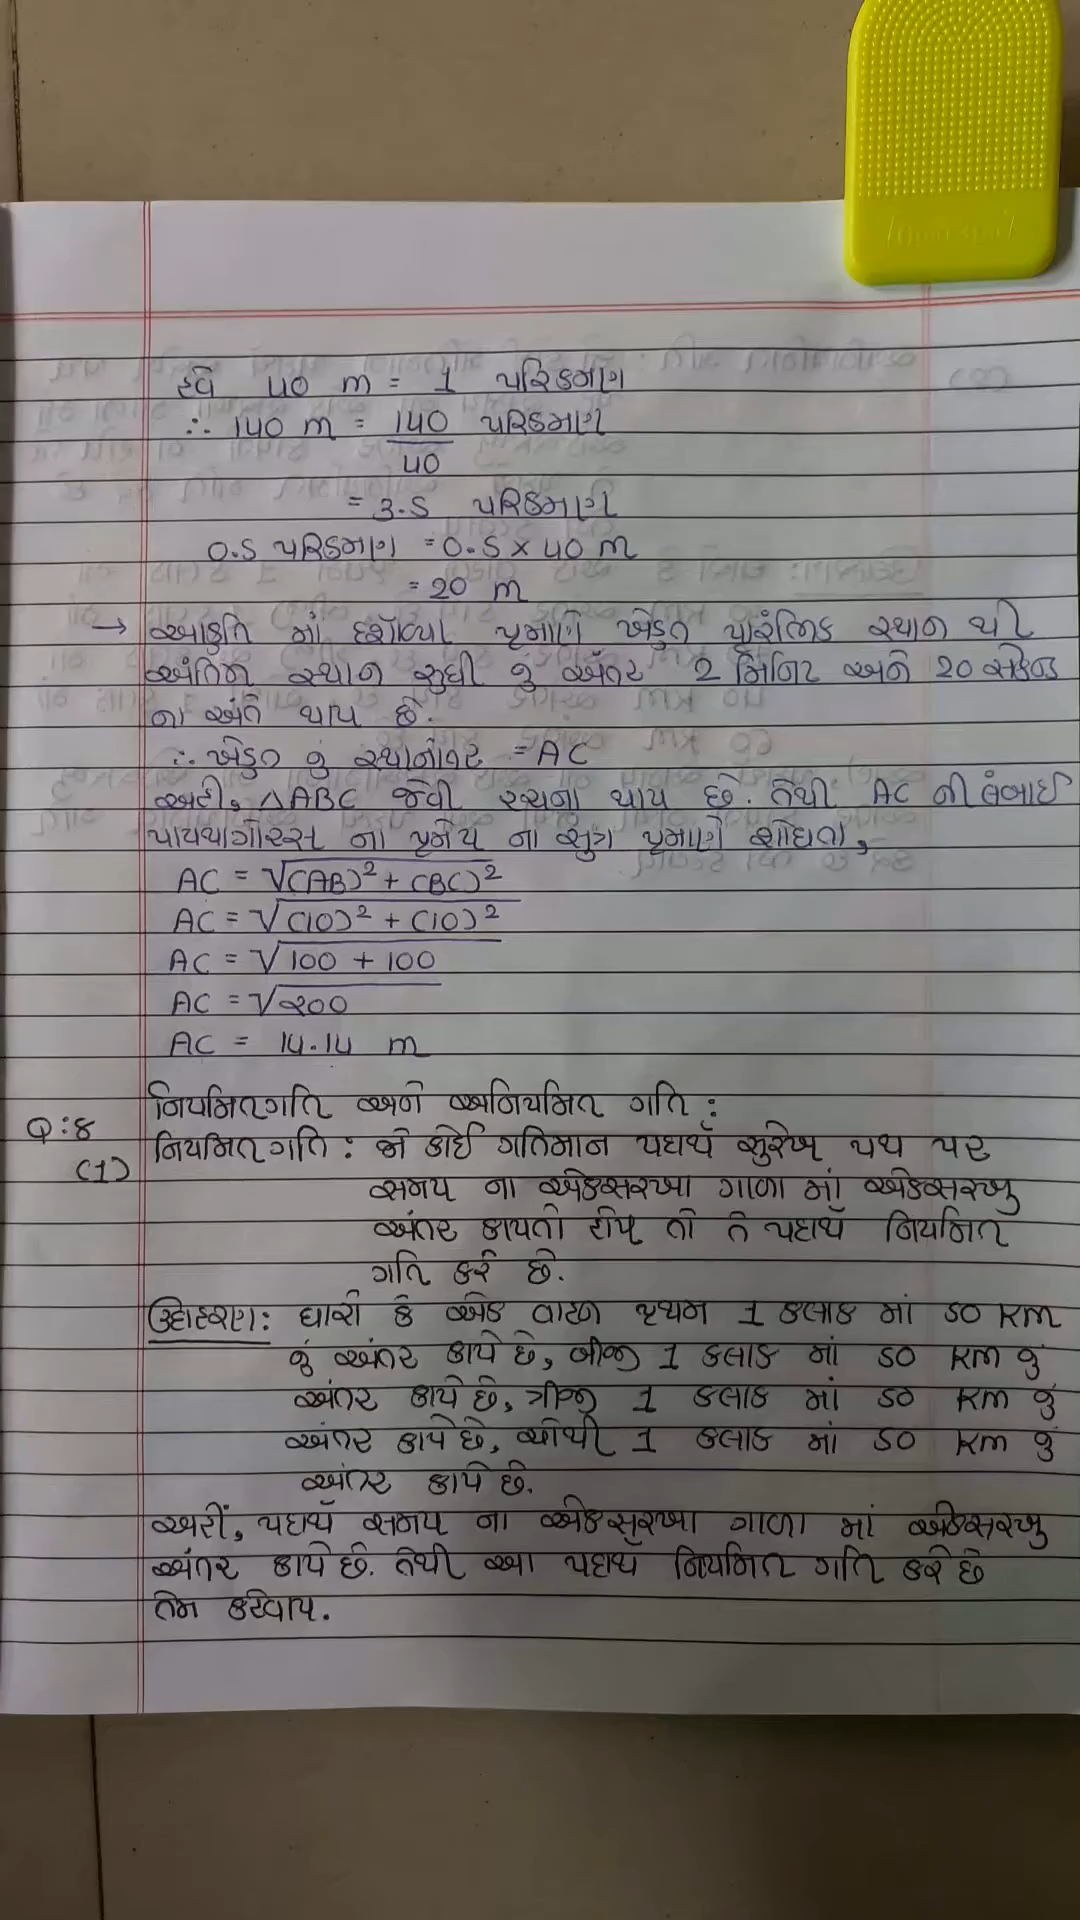 હવે 40 m = 1 પરિક્રમાણ
∴ 140 m = 140 પરિક્રમાણ
40
= 3.5 પરિક્રમાણ
0.5 પરિક્રમાણ = 0.5 × 40 m
= 20 m
→ આકૃતિ માં દર્શાવ્યા પ્રમાણે ખેડૂત પ્રારંભિક સ્થાન થી
અંતિમ સ્થાન સુધી નું અંતર 2 મિનિટ અને 20 સેકન્ડ
ના અંતે થાય છે.
∴ ખેડુત નું સ્થાનાંતર = AC
અહી, △ABC જેવી રચના થાય છે. તેથી AC ની લંબાઈ
પાયથાગોરસ ના પ્રમેય ના સુત્ર પ્રમાણે શોધતા,
AC = √(AB)² + (BC)²
AC = √(10)² + (10)²
AC = √100 + 100
AC = √200
AC = 14.14 m
નિયમિતગતિ અને અનિયમિત ગતિ :
Q:8
(1) નિયમિતગતિ : જો કોઈ ગતિમાન પદાર્થ સુરેખ પથ પર
સમય ના એકસરખા ગાળા માં એકસરખુ
અંતર કાપતો હોય તો તે પદાર્થ નિયમિત
ગતિ કરે છે.
ઉદાહરણ: ધારો કે એક વાહન પ્રથમ 1 કલાક માં 50 km
નું અંતર કાપે છે, બીજી 1 કલાક માં 50 km નું
અંતર કાપે છે, ત્રીજી 1 કલાક માં 50 km નું
અંતર કાપે છે, ચોથી 1 કલાક માં 50 km નું
અંતર કાપે છે.
અહીં, પદાર્થ સમય ના એકસરખા ગાળા માં એકસરખુ
અંતર કાપે છે. તેથી આ પદાર્થ નિયમિત ગતિ કરે છે
તેમ કહેવાય.